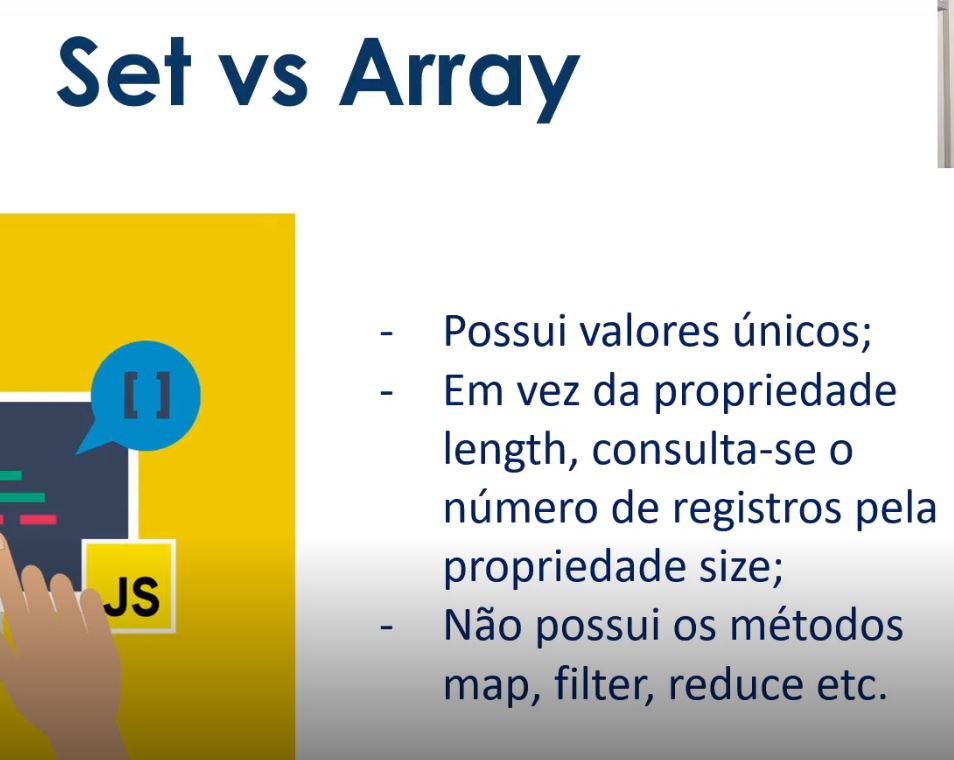 Set vs Array
[ ]
JS
- Possui valores únicos;
- Em vez da propriedade
length, consulta-se o
número de registros pela
propriedade size;
- Não possui os métodos
map, filter, reduce etc.